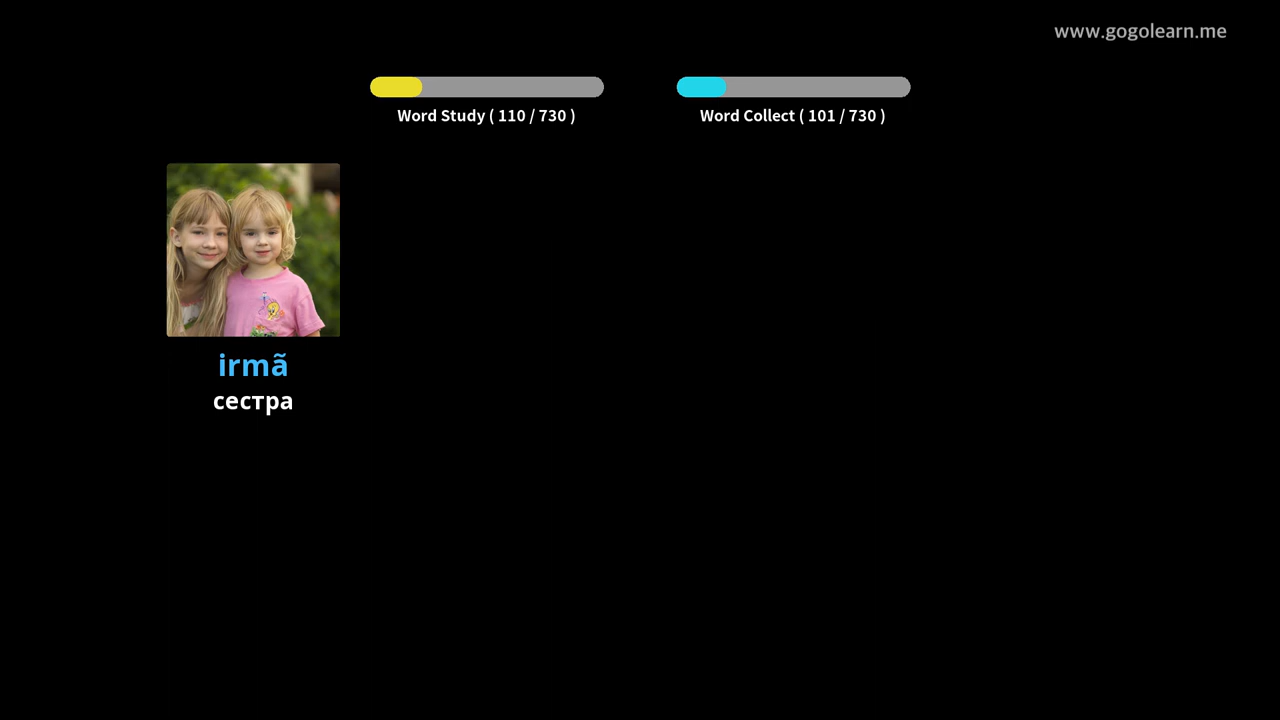 www.gogolearn.me
Word Study ( 110 / 730 )
Word Collect ( 101 / 730 )
irmã
сестра